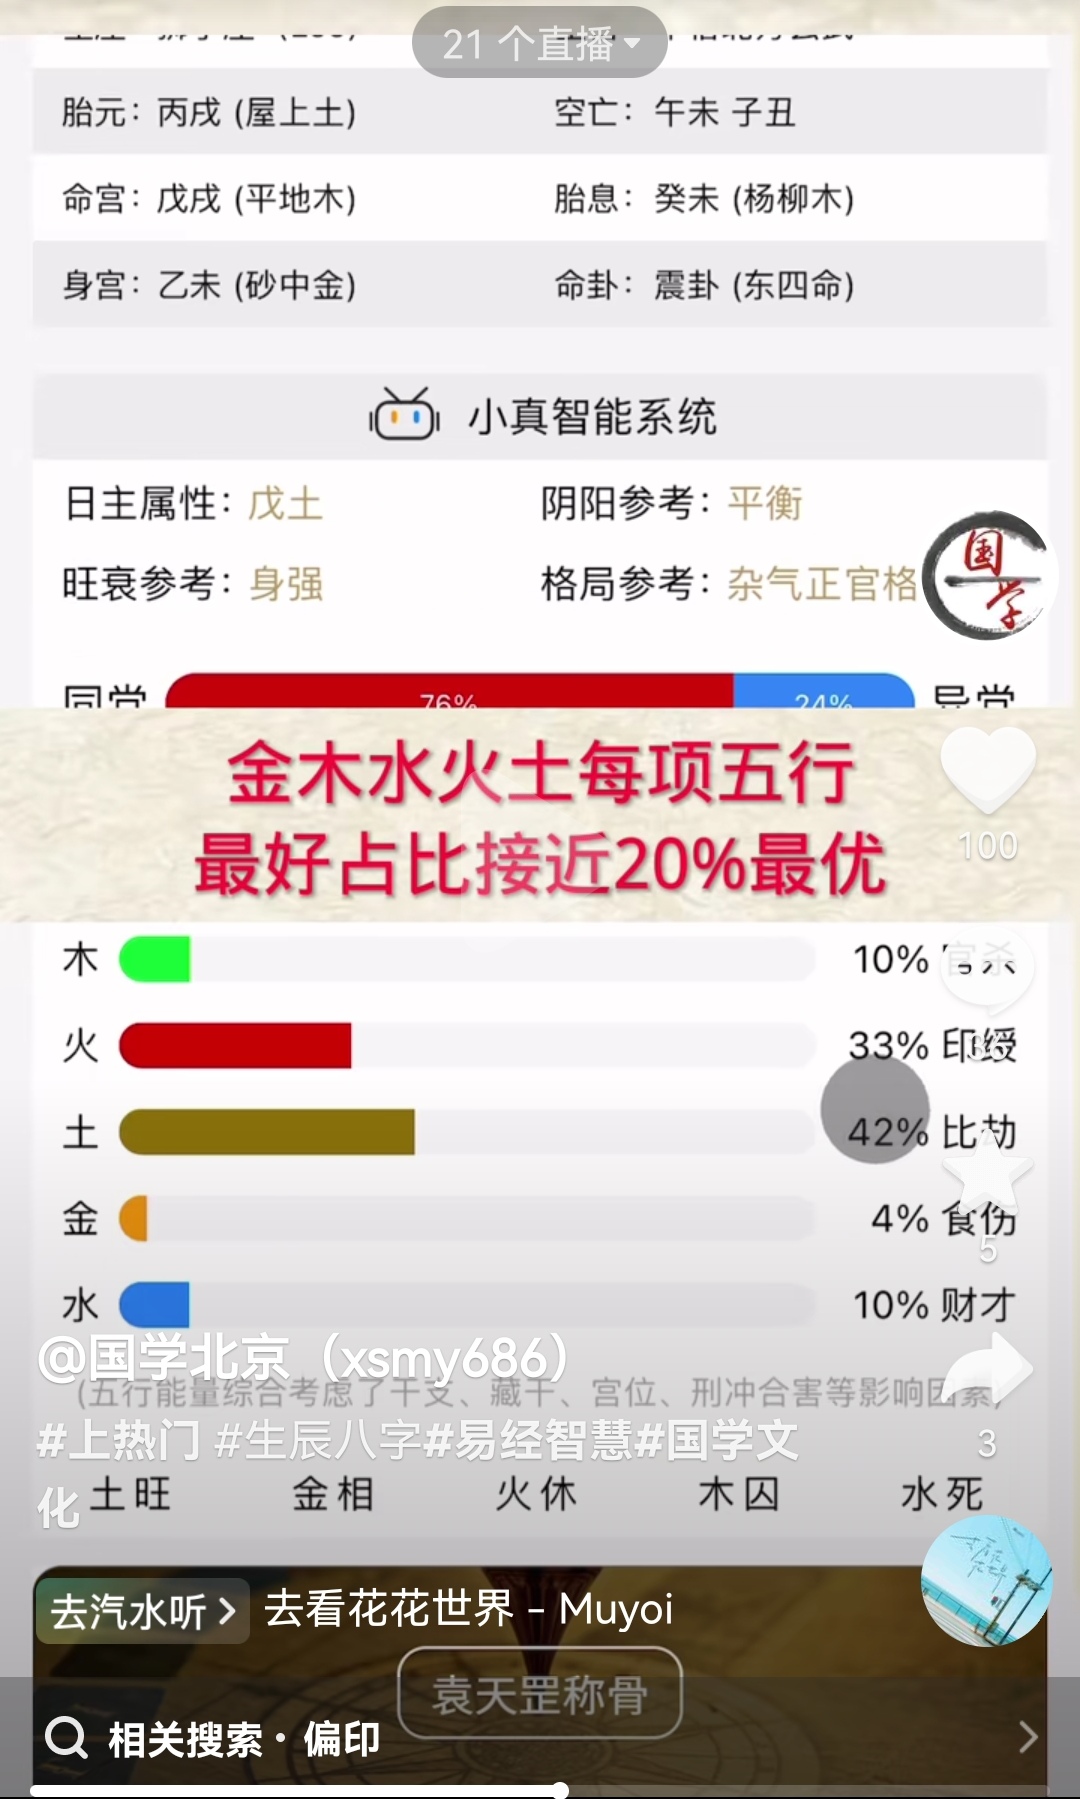 21 个直播
胎元：丙戌 (屋上土) 空亡：午未 子丑
命宫：戊戌 (平地木) 胎息：癸未 (杨柳木)
身宫：乙未 (砂中金) 命卦：震卦 (东四命)
小真智能系统
日主属性：戊土 阴阳参考：平衡
旺衰参考：身强 格局参考：杂气正官格
国学
同党 76% 24% 异党
金木水火土每项五行
最好占比接近20%最优
100
木 10% 官杀
火 33% 印绶
土 42% 比劫
金 4% 食伤
5
水 10% 财才
@国学北京（xsmy686）
(五行能量综合考虑了干支、藏干、宫位、刑冲合害等影响因素)
#上热门 #生辰八字#易经智慧#国学文
化
3
土旺 金相 火休 木囚 水死
去汽水听 > 去看花花世界 - Muyoi
袁天罡称骨
相关搜索 · 偏印